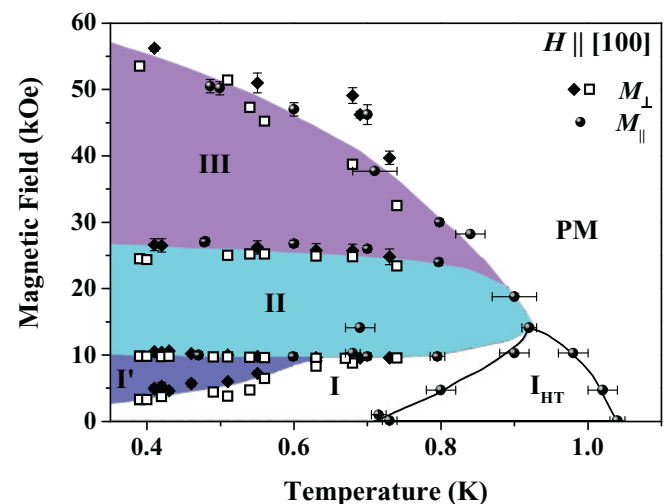 60
50
40
30
20
10
0
Magnetic Field (kOe)
H || [100]
M⊥
M∥
III
PM
II
I'
I
I_HT
0.4
0.6
0.8
1.0
Temperature (K)